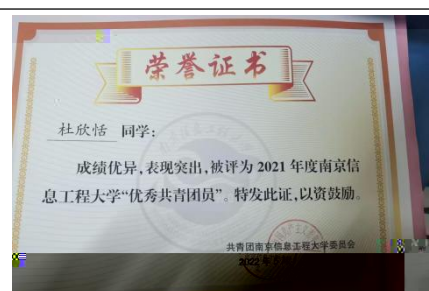 荣誉证书
杜欣恬 同学:
成绩优异,表现突出,被评为 2021 年度南京信
息工程大学“优秀共青团员”。特发此证,以资鼓励。
共青团南京信息工程大学委员会
2022年